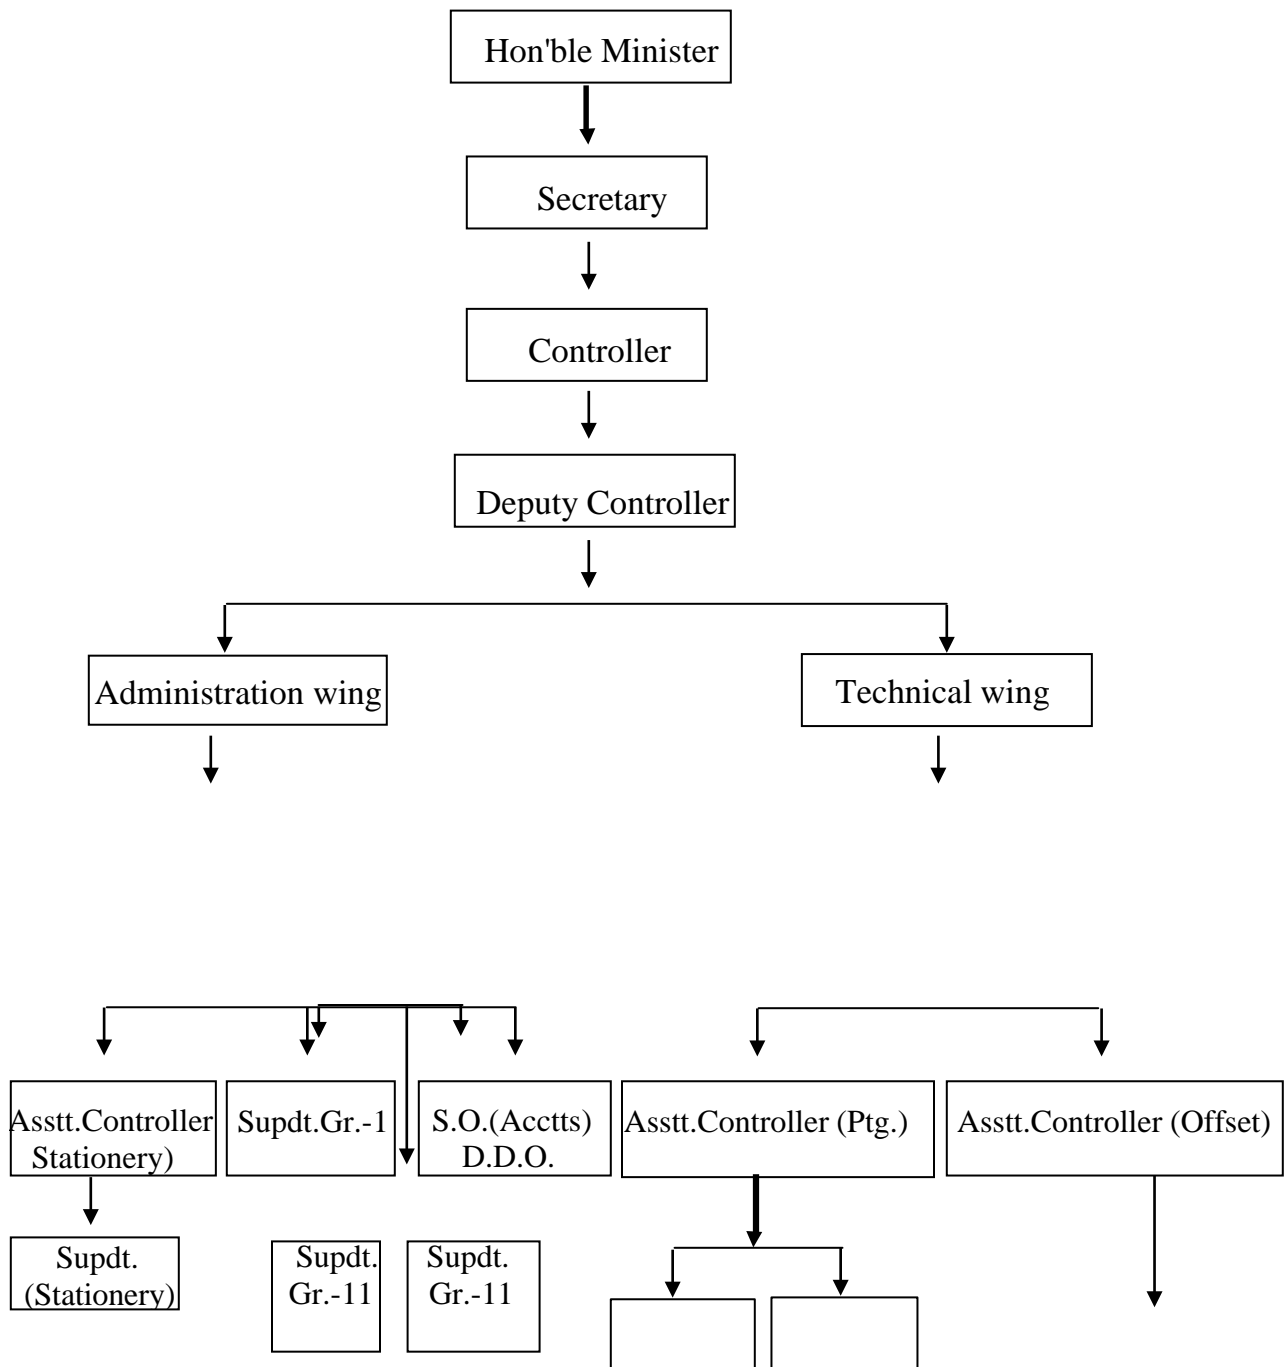 Hon'ble Minister
Secretary
Controller
Deputy Controller
Administration wing
Technical wing
Asstt.Controller
Stationery)
Supdt.Gr.-1
S.O.(Acctts)
D.D.O.
Asstt.Controller (Ptg.)
Asstt.Controller (Offset)
Supdt.
(Stationery)
Supdt.
Gr.-11
Supdt.
Gr.-11